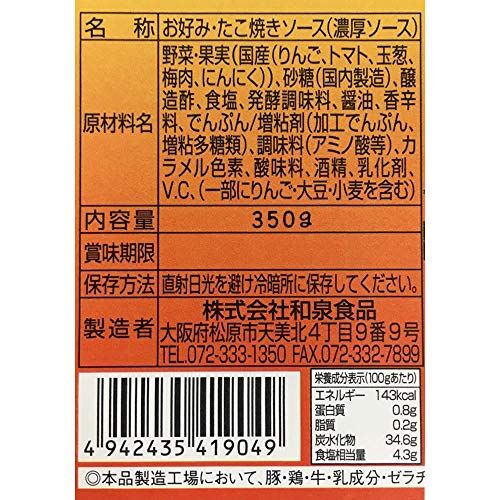 名称 お好み・たこ焼きソース(濃厚ソース)
原材料名 野菜・果実(国産(りんご、トマト、玉葱、
梅肉、にんにく))、砂糖(国内製造)、醸
造酢、食塩、発酵調味料、醤油、香辛
料、でんぷん/増粘剤(加工でんぷん、
増粘多糖類)、調味料(アミノ酸等)、カ
ラメル色素、酸味料、酒精、乳化剤、
V.C.、(一部にりんご・大豆・小麦を含む)
内容量 350g
賞味期限
保存方法 直射日光を避け冷暗所に保存してください。
製造者 株式会社和泉食品
大阪府松原市天美北4丁目9番9号
TEL.072-333-1350 FAX.072-332-7899
4 942435 419049
栄養成分表示(100gあたり)
エネルギー 143kcal
蛋白質 0.8g
脂質 0.2g
炭水化物 34.6g
食塩相当量 4.3g
◎本品製造工場において、豚・鶏・牛・乳成分・ゼラチ